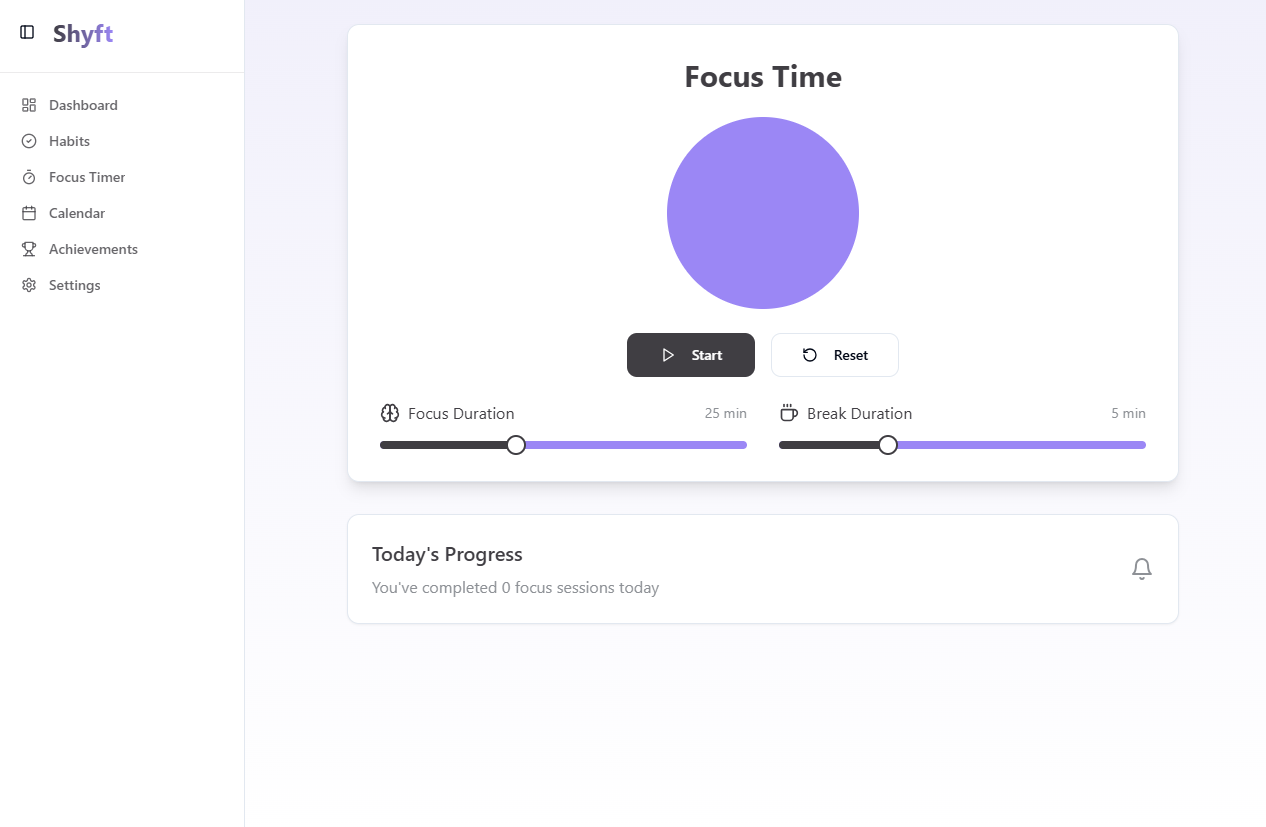 Shyft
Dashboard
Habits
Focus Timer
Calendar
Achievements
Settings
Focus Time
Start
Reset
Focus Duration
25 min
Break Duration
5 min
Today's Progress
You've completed 0 focus sessions today